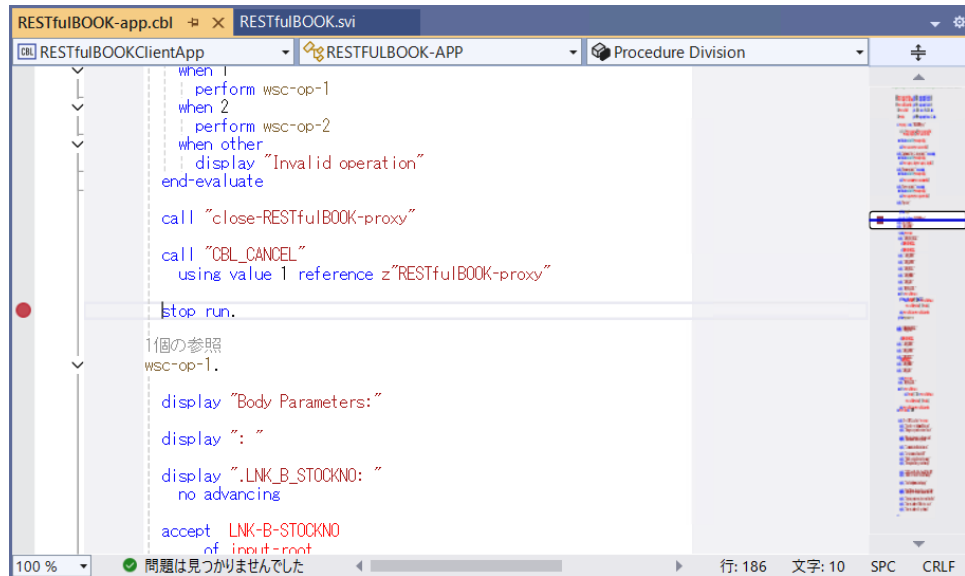 RESTfulBOOK-app.cbl RESTfulBOOK.svi
CBL RESTfulBOOKClientApp RESTFULBOOK-APP Procedure Division
when 1
perform wsc-op-1
when 2
perform wsc-op-2
when other
display "Invalid operation"
end-evaluate
call "close-RESTfulBOOK-proxy"
call "CBL_CANCEL"
using value 1 reference z"RESTfulBOOK-proxy"
stop run.
1個の参照
wsc-op-1.
display "Body Parameters:"
display ": "
display ".LNK_B_STOCKNO: "
no advancing
accept LNK-B-STOCKNO
of input-root
100 % 問題は見つかりませんでした 行: 186 文字: 10 SPC CRLF